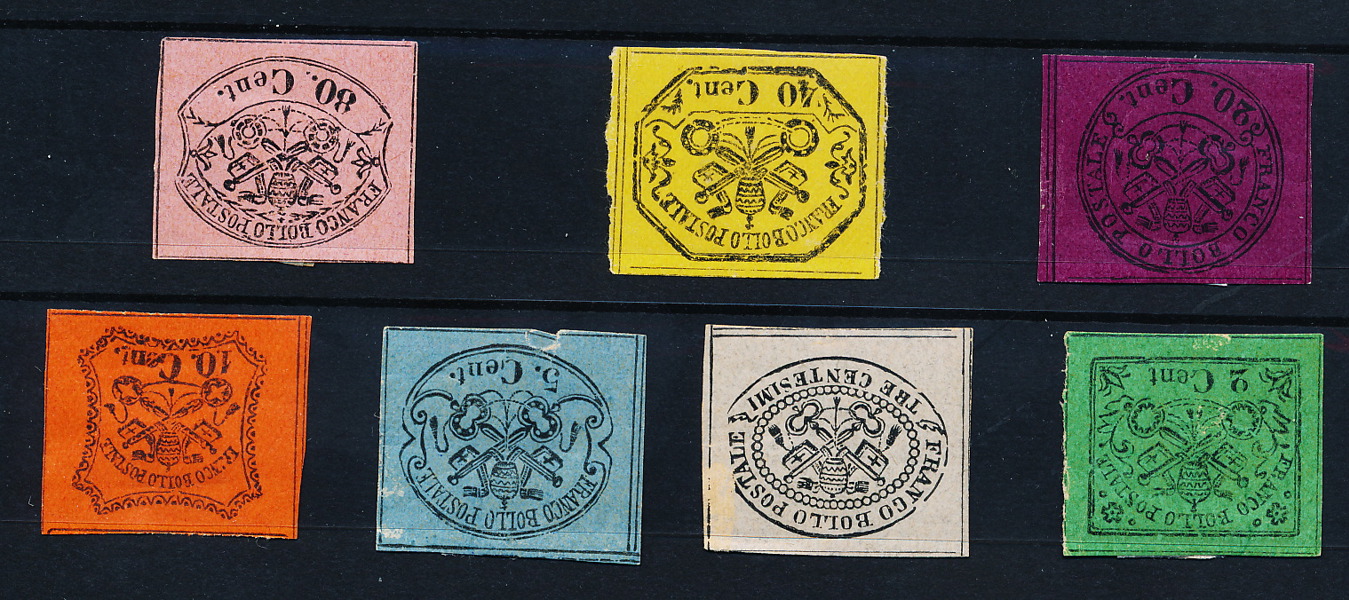 FRANCO BOLLO POSTALE
2 Cent
FRANCO BOLLO POSTALE
TRE CENTESIMI
FRANCO BOLLO POSTALE
5. Cent.
FRANCO BOLLO POSTALE
10. Cent.
FRANCO BOLLO POSTALE
20. Cent.
FRANCO BOLLO POSTALE
40 Cent.
FRANCO BOLLO POSTALE
80. Cent.